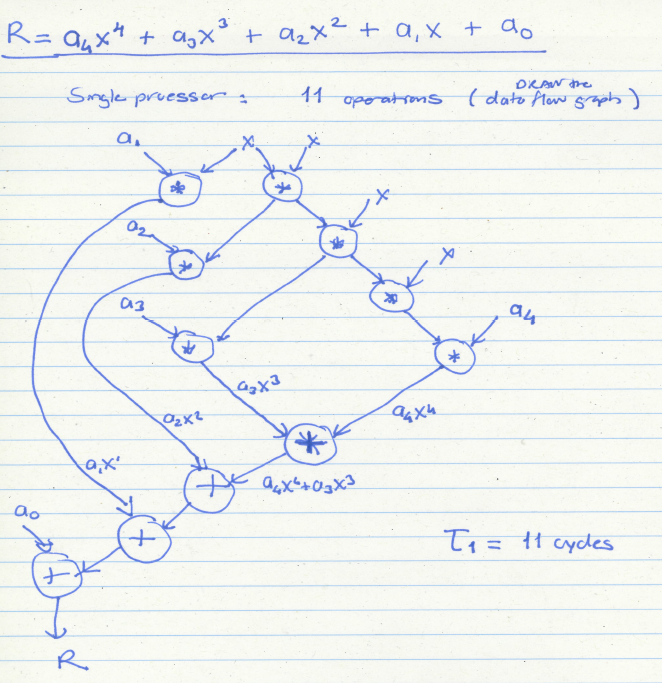 R = a₄x⁴ + a₃x³ + a₂x² + a₁x + a₀
DRAW the
Single processor : 11 operations (data flow graph)
a₁ x x
* *
x
a₂ *
* x
a₃ * a₄
* *
a₃x³
a₂x² a₄x⁴
*
a₁x¹ + a₄x⁴+a₃x³
a₀ +
T₁ = 11 cycles
+
R